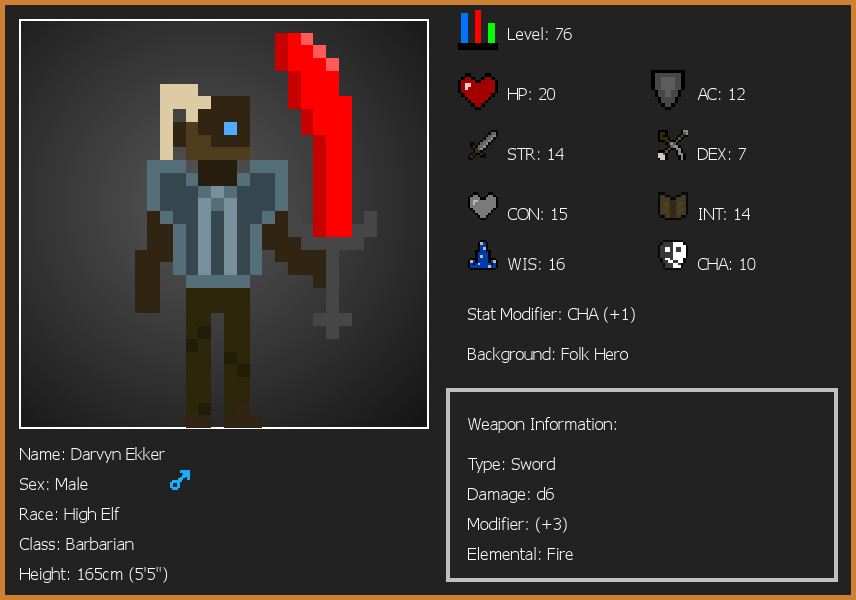 Level: 76
HP: 20
AC: 12
STR: 14
DEX: 7
CON: 15
INT: 14
WIS: 16
CHA: 10
Stat Modifier: CHA (+1)
Background: Folk Hero
Weapon Information:
Type: Sword
Damage: d6
Modifier: (+3)
Elemental: Fire
Name: Darvyn Ekker
Sex: Male
Race: High Elf
Class: Barbarian
Height: 165cm (5'5")